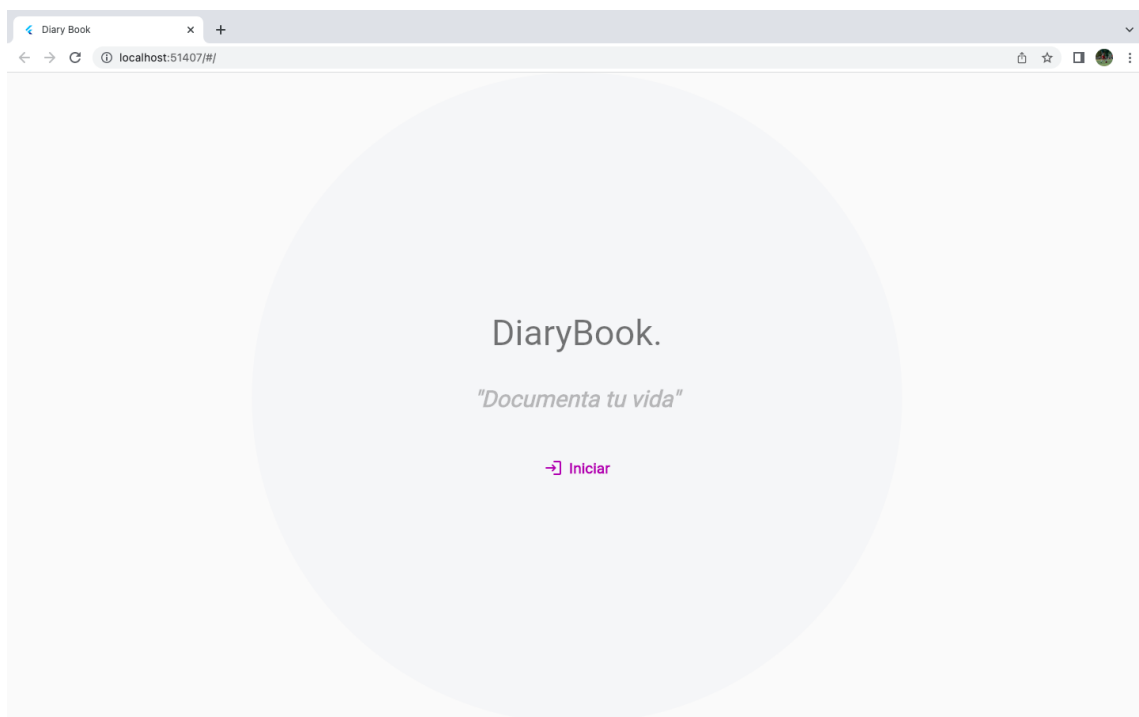 Diary Book
localhost:51407/#/
DiaryBook.
"Documenta tu vida"
Iniciar